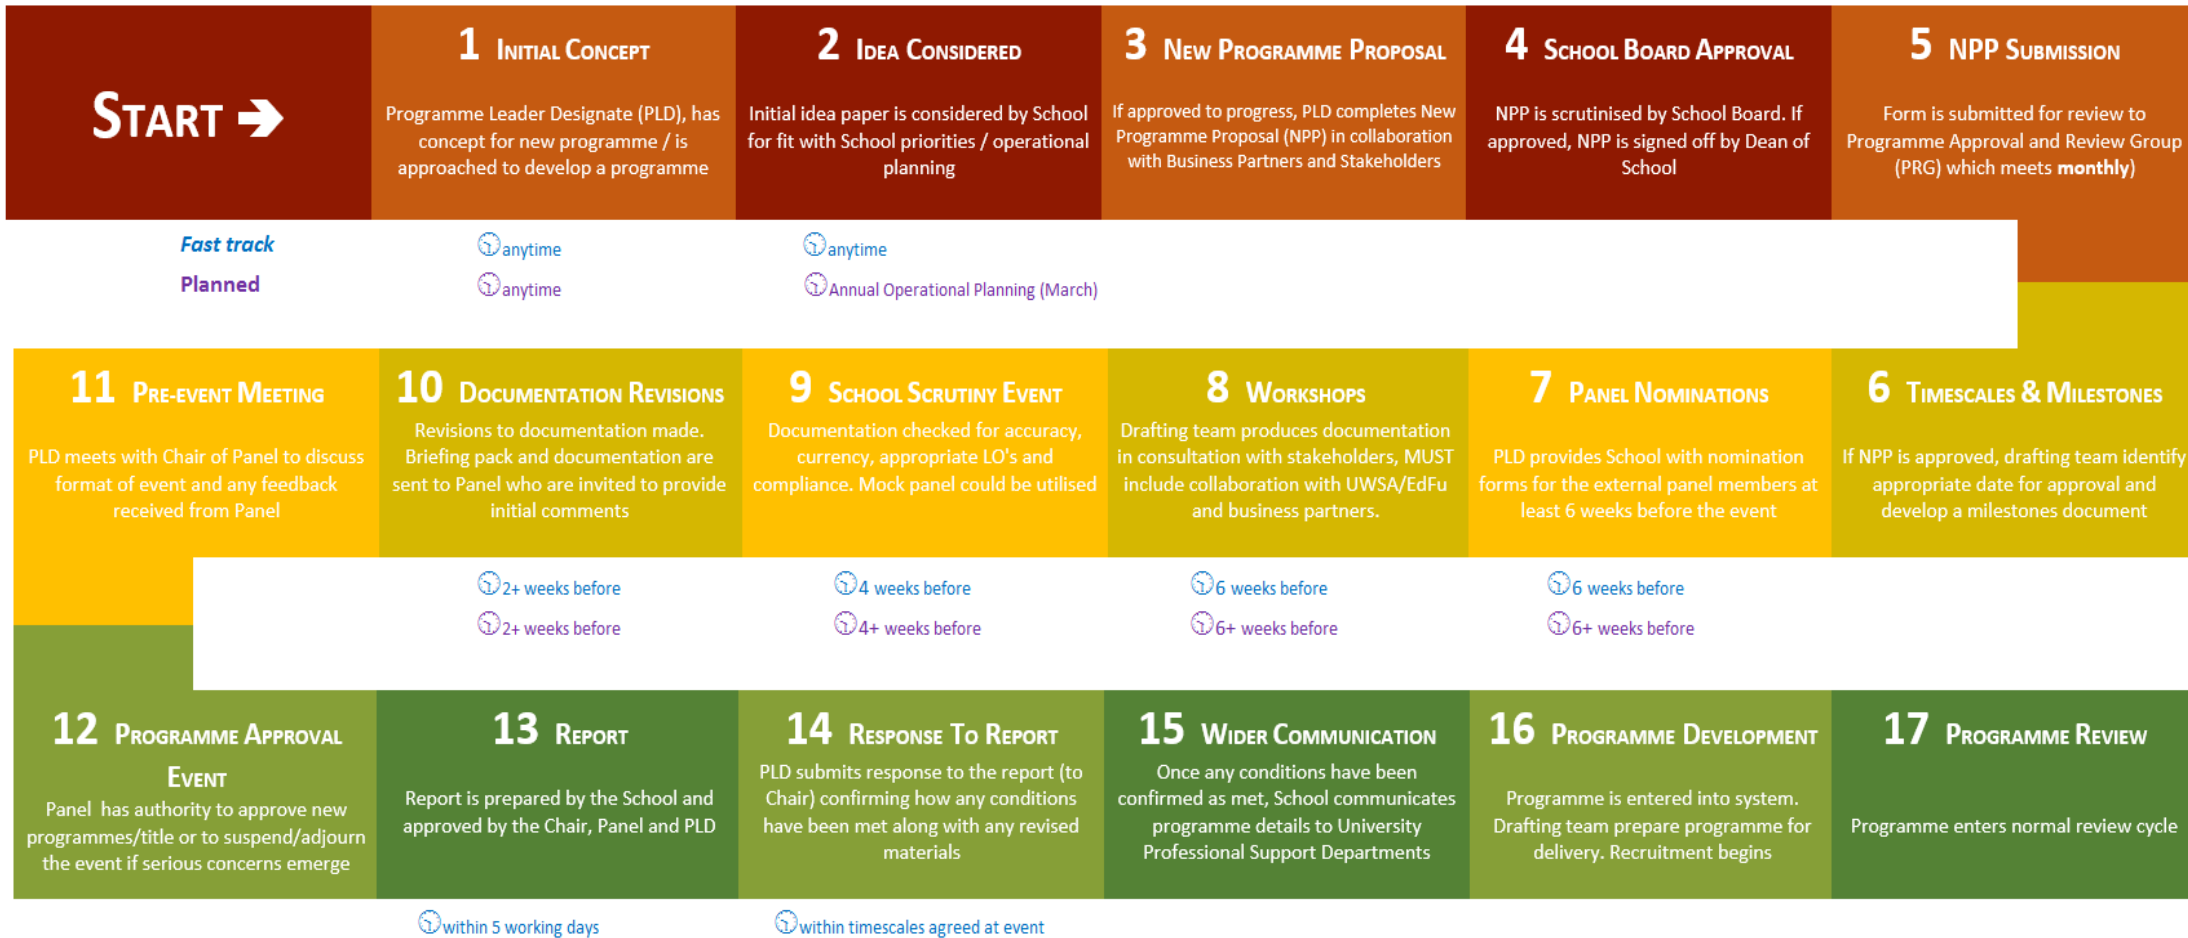 START →
1 INITIAL CONCEPT
Programme Leader Designate (PLD), has
concept for new programme / is
approached to develop a programme
2 IDEA CONSIDERED
Initial idea paper is considered by School
for fit with School priorities / operational
planning
3 NEW PROGRAMME PROPOSAL
If approved to progress, PLD completes New
Programme Proposal (NPP) in collaboration
with Business Partners and Stakeholders
4 SCHOOL BOARD APPROVAL
NPP is scrutinised by School Board. If
approved, NPP is signed off by Dean of
School
5 NPP SUBMISSION
Form is submitted for review to
Programme Approval and Review Group
(PRG) which meets monthly)
Fast track
anytime
anytime
Planned
anytime
Annual Operational Planning (March)
6 TIMESCALES & MILESTONES
If NPP is approved, drafting team identify
appropriate date for approval and
develop a milestones document
7 PANEL NOMINATIONS
PLD provides School with nomination
forms for the external panel members at
least 6 weeks before the event
6 weeks before
6+ weeks before
8 WORKSHOPS
Drafting team produces documentation
in consultation with stakeholders, MUST
include collaboration with UWSA/EdFu
and business partners.
6 weeks before
6+ weeks before
9 SCHOOL SCRUTINY EVENT
Documentation checked for accuracy,
currency, appropriate LO's and
compliance. Mock panel could be utilised
4 weeks before
4+ weeks before
10 DOCUMENTATION REVISIONS
Revisions to documentation made.
Briefing pack and documentation are
sent to Panel who are invited to provide
initial comments
2+ weeks before
2+ weeks before
11 PRE-EVENT MEETING
PLD meets with Chair of Panel to discuss
format of event and any feedback
received from Panel
12 PROGRAMME APPROVAL
EVENT
Panel has authority to approve new
programmes/title or to suspend/adjourn
the event if serious concerns emerge
13 REPORT
Report is prepared by the School and
approved by the Chair, Panel and PLD
within 5 working days
14 RESPONSE TO REPORT
PLD submits response to the report (to
Chair) confirming how any conditions
have been met along with any revised
materials
within timescales agreed at event
15 WIDER COMMUNICATION
Once any conditions have been
confirmed as met, School communicates
programme details to University
Professional Support Departments
16 PROGRAMME DEVELOPMENT
Programme is entered into system.
Drafting team prepare programme for
delivery. Recruitment begins
17 PROGRAMME REVIEW
Programme enters normal review cycle